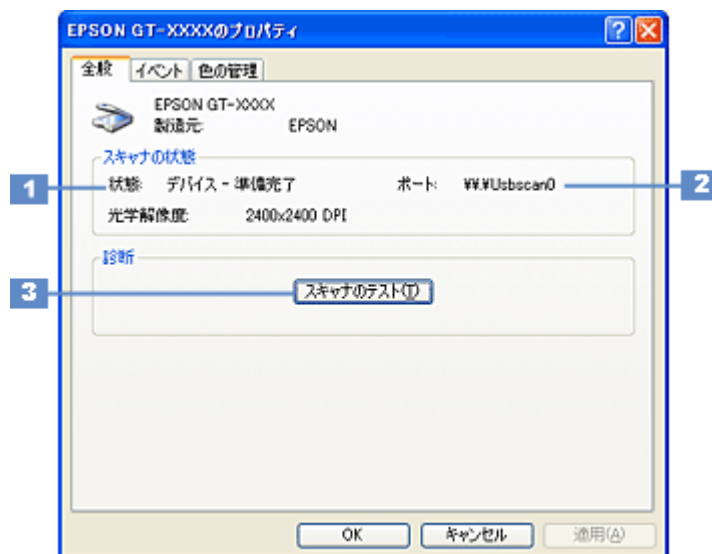 EPSON GT-XXXXのプロパティ
全般 イベント 色の管理
EPSON GT-XXXX
製造元: EPSON
スキャナの状態
1 状態: デバイス - 準備完了 ポート: ¥¥.¥Usbscan0 2
光学解像度: 2400x2400 DPI
診断
3 スキャナのテスト(T)
OK キャンセル 適用(A)